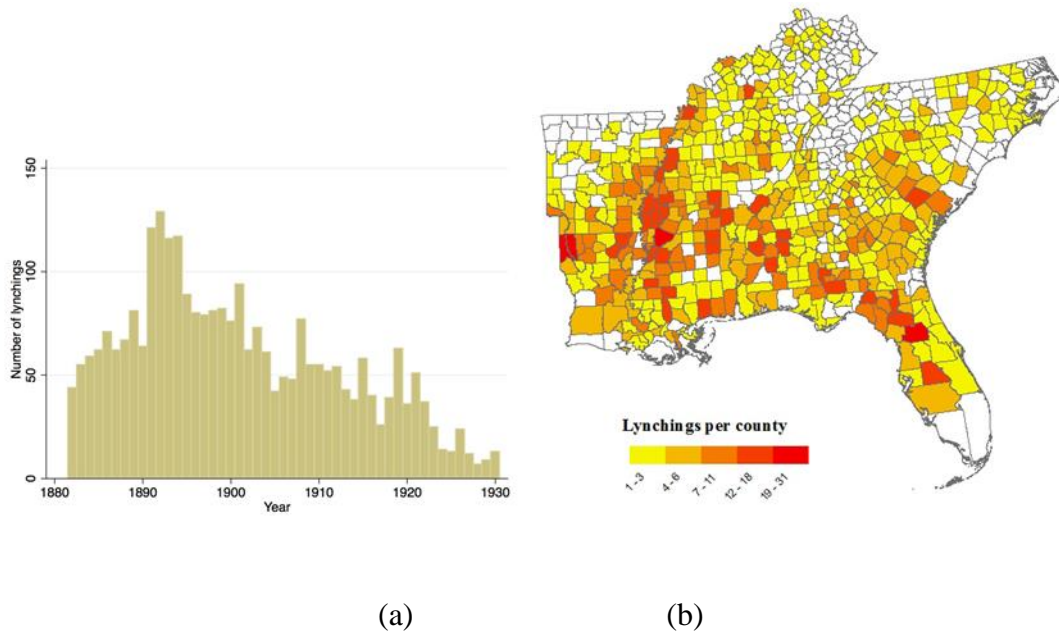 150
100
50
0
Number of lynchings
1880 1890 1900 1910 1920 1930
Year
Lynchings per county
1 - 3 4 - 6 7 - 11 12 - 18 19 - 31
(a) (b)